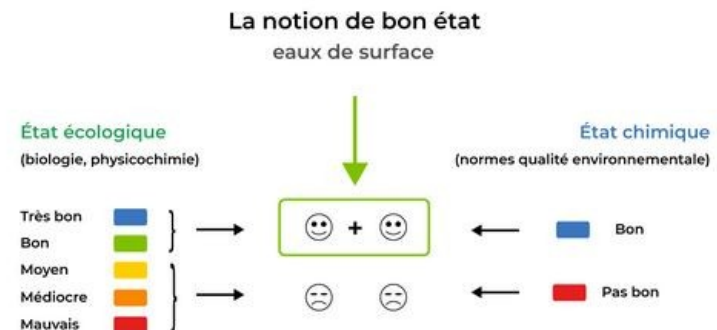 La notion de bon état
eaux de surface
État écologique
(biologie, physicochimie)
État chimique
(normes qualité environnementale)
Très bon
Bon
Moyen
Médiocre
Mauvais
+
Bon
Pas bon